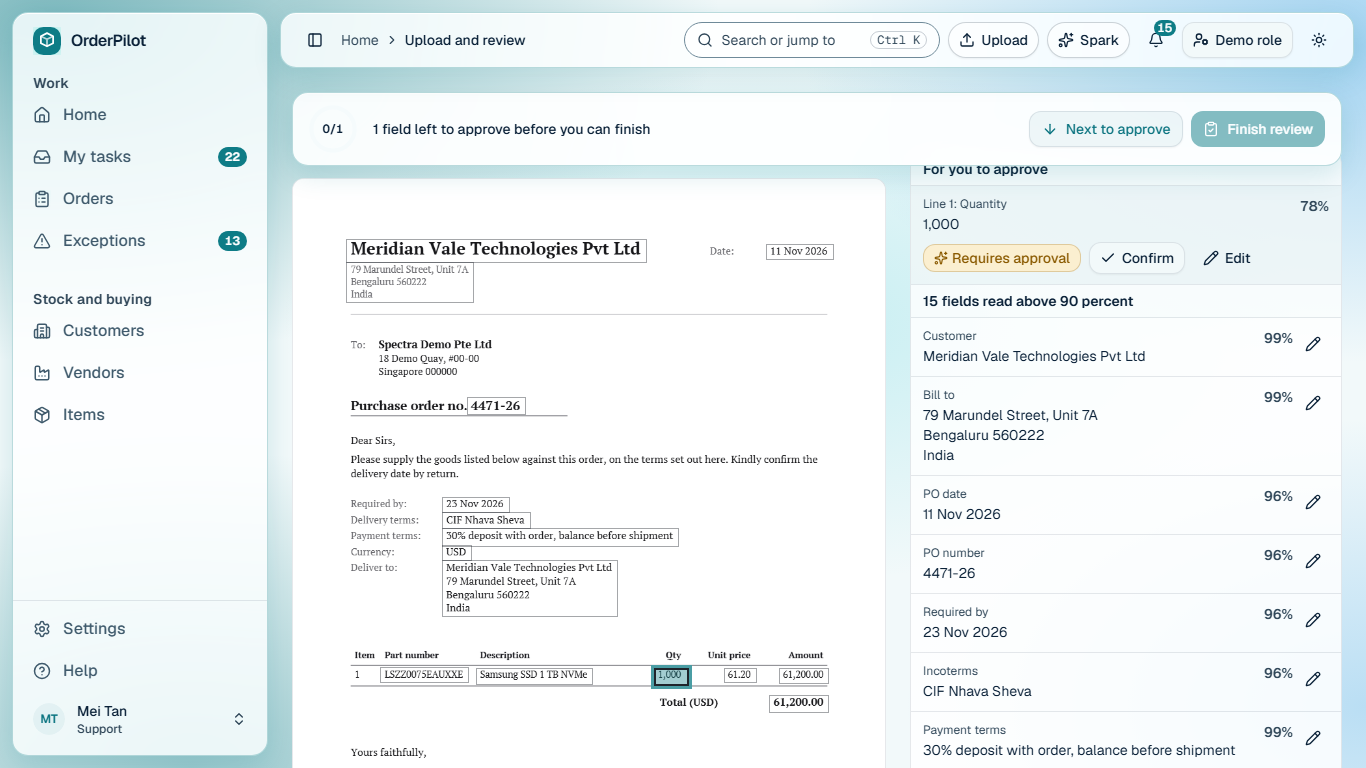 OrderPilot
Work
Home
My tasks
22
Orders
Exceptions
13
Stock and buying
Customers
Vendors
Items
Settings
Help
MT
Mei Tan
Support
Home
Upload and review
Search or jump to
Ctrl K
Upload
Spark
15
Demo role
0/1
1 field left to approve before you can finish
Next to approve
Finish review
Meridian Vale Technologies Pvt Ltd
Date: 11 Nov 2026
79 Marundel Street, Unit 7A
Bengaluru 560222
India
To: Spectra Demo Pte Ltd
18 Demo Quay, #00-00
Singapore 000000
Purchase order no. 4471-26
Dear Sirs,
Please supply the goods listed below against this order, on the terms set out here. Kindly confirm the
delivery date by return.
Required by: 23 Nov 2026
Delivery terms: CIF Nhava Sheva
Payment terms: 30% deposit with order, balance before shipment
Currency: USD
Deliver to: Meridian Vale Technologies Pvt Ltd
79 Marundel Street, Unit 7A
Bengaluru 560222
India
Item Part number Description Qty Unit price Amount
1 LSZZ0075EAUXXE Samsung SSD 1 TB NVMe 1,000 61.20 61,200.00
Total (USD) 61,200.00
Yours faithfully,
For you to approve
Line 1: Quantity
78%
1,000
Requires approval
Confirm
Edit
15 fields read above 90 percent
Customer
99%
Meridian Vale Technologies Pvt Ltd
Bill to
99%
79 Marundel Street, Unit 7A
Bengaluru 560222
India
PO date
96%
11 Nov 2026
PO number
96%
4471-26
Required by
96%
23 Nov 2026
Incoterms
96%
CIF Nhava Sheva
Payment terms
99%
30% deposit with order, balance before shipment